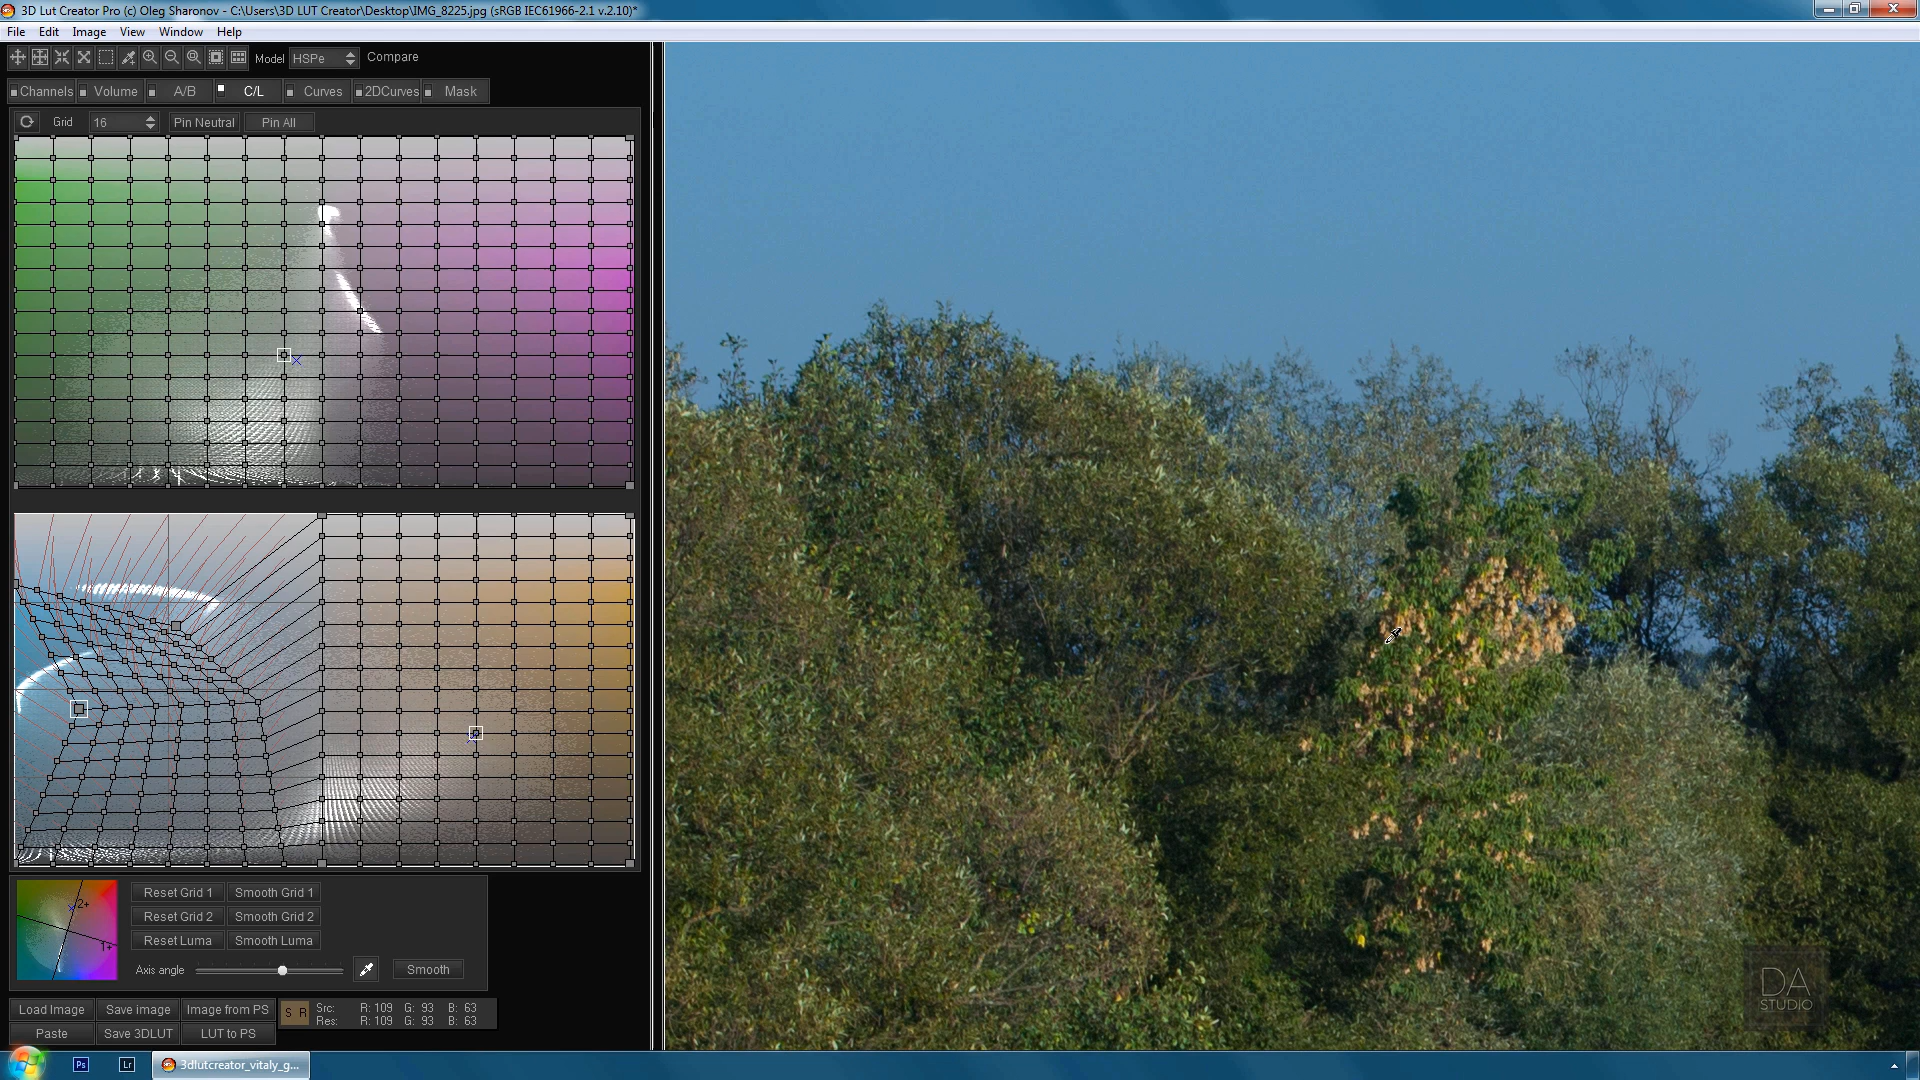 3D Lut Creator Pro (c) Oleg Sharonov - C:\Users\3D LUT Creator\Desktop\IMG_8225.jpg (sRGB IEC61966-2.1 v.2.10)*
File Edit Image View Window Help
Model HSPe Compare
Channels Volume A/B C/L Curves 2DCurves Mask
Grid 16 Pin Neutral Pin All
2+
1+
Reset Grid 1 Smooth Grid 1
Reset Grid 2 Smooth Grid 2
Reset Luma Smooth Luma
Axis angle Smooth
Load Image Save image Image from PS
S R Src: R: 109 G: 93 B: 63
Res: R: 109 G: 93 B: 63
Paste Save 3DLUT LUT to PS
DA
STUDIO
Ps Lr 3dlutcreator_vitaly_g...